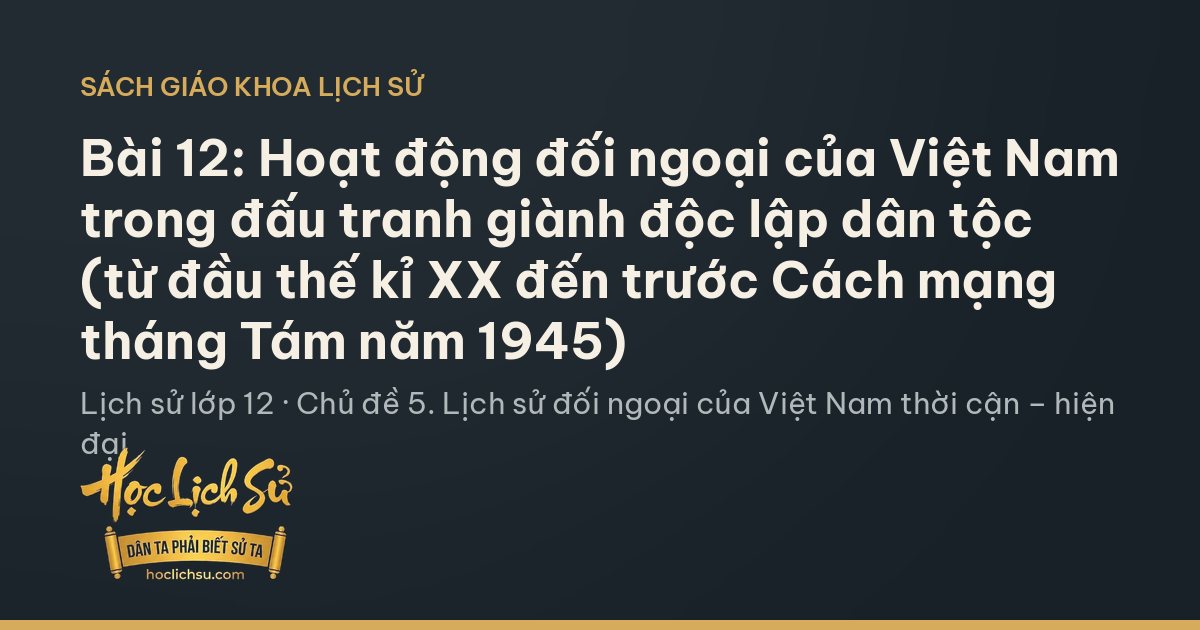 SÁCH GIÁO KHOA LỊCH SỬ
Bài 12: Hoạt động đối ngoại của Việt Nam
trong đấu tranh giành độc lập dân tộc
(từ đầu thế kỉ XX đến trước Cách mạng
tháng Tám năm 1945)
Lịch sử lớp 12 · Chủ đề 5. Lịch sử đối ngoại của Việt Nam thời cận – hiện
đại
Học Lịch Sử
DÂN TA PHẢI BIẾT SỬ TA
hoclichsu.com